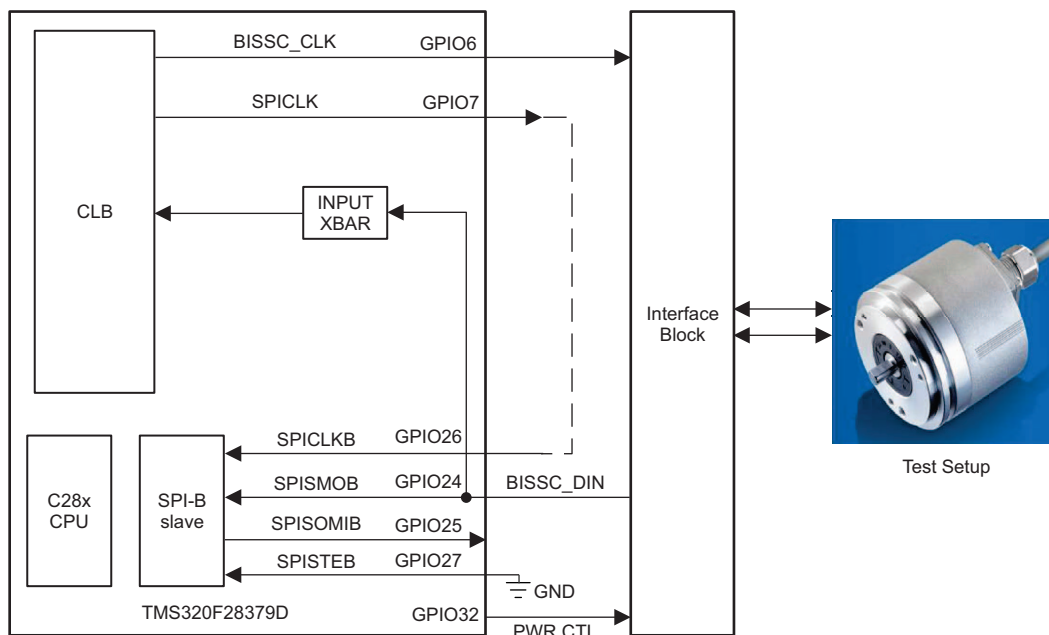 BISSC_CLK
GPIO6
SPICLK
GPIO7
CLB
INPUT
XBAR
Interface
Block
SPICLKB
GPIO26
Test Setup
C28x
CPU
SPI-B
slave
SPISMOB
GPIO24
BISSC_DIN
SPISOMIB
GPIO25
SPISTEB
GPIO27
GND
TMS320F28379D
GPIO32
PWR CTL